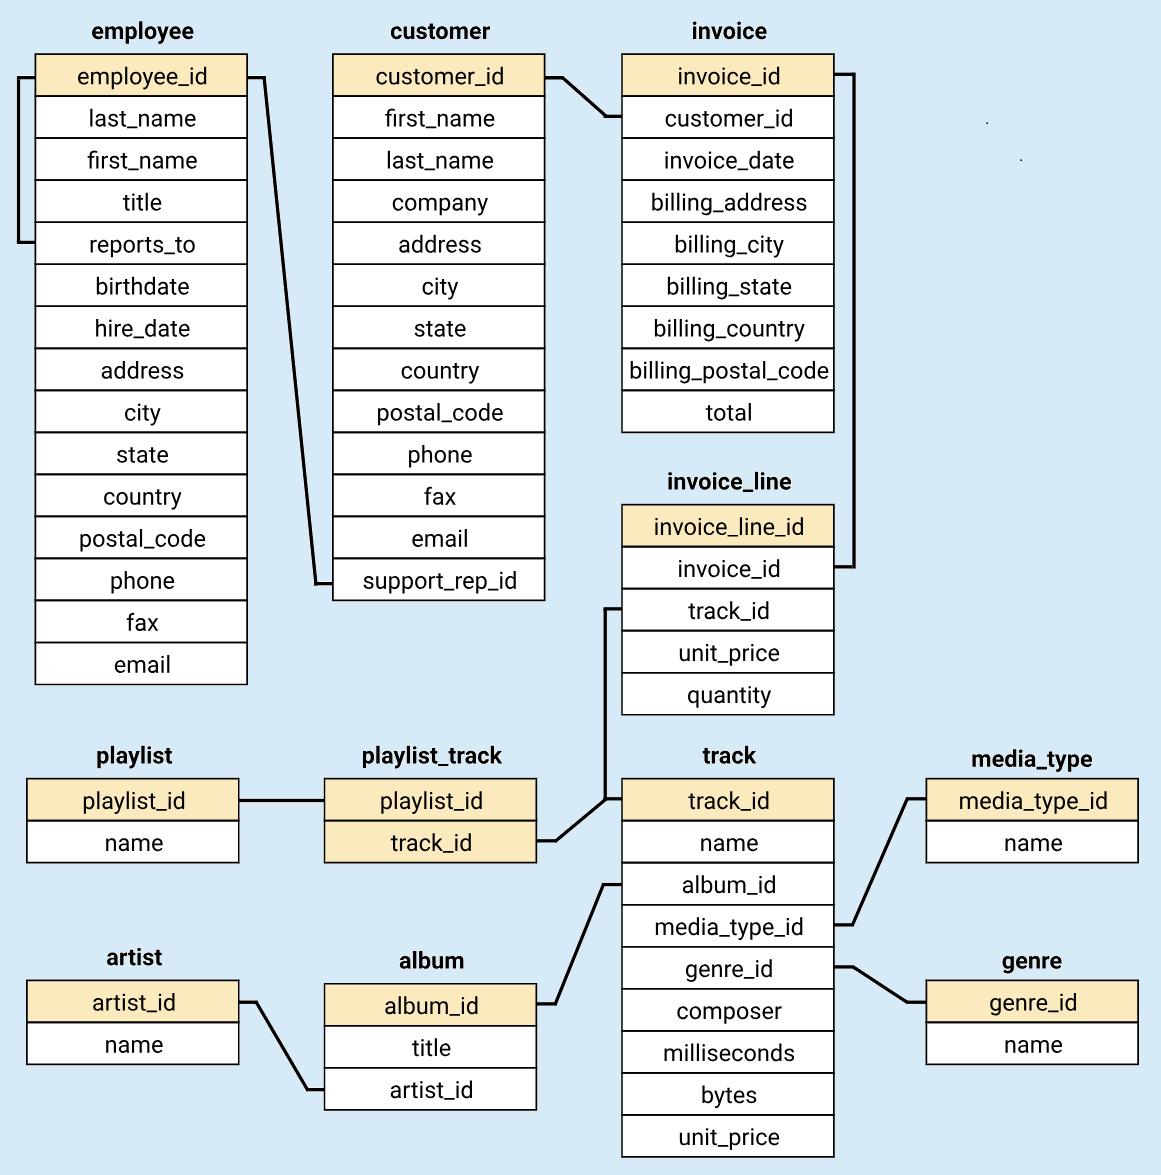 employee
employee_id
last_name
first_name
title
reports_to
birthdate
hire_date
address
city
state
country
postal_code
phone
fax
email
customer
customer_id
first_name
last_name
company
address
city
state
country
postal_code
phone
fax
email
support_rep_id
invoice
invoice_id
customer_id
invoice_date
billing_address
billing_city
billing_state
billing_country
billing_postal_code
total
invoice_line
invoice_line_id
invoice_id
track_id
unit_price
quantity
playlist
playlist_id
name
playlist_track
playlist_id
track_id
track
track_id
name
album_id
media_type_id
genre_id
composer
milliseconds
bytes
unit_price
media_type
media_type_id
name
artist
artist_id
name
album
album_id
title
artist_id
genre
genre_id
name